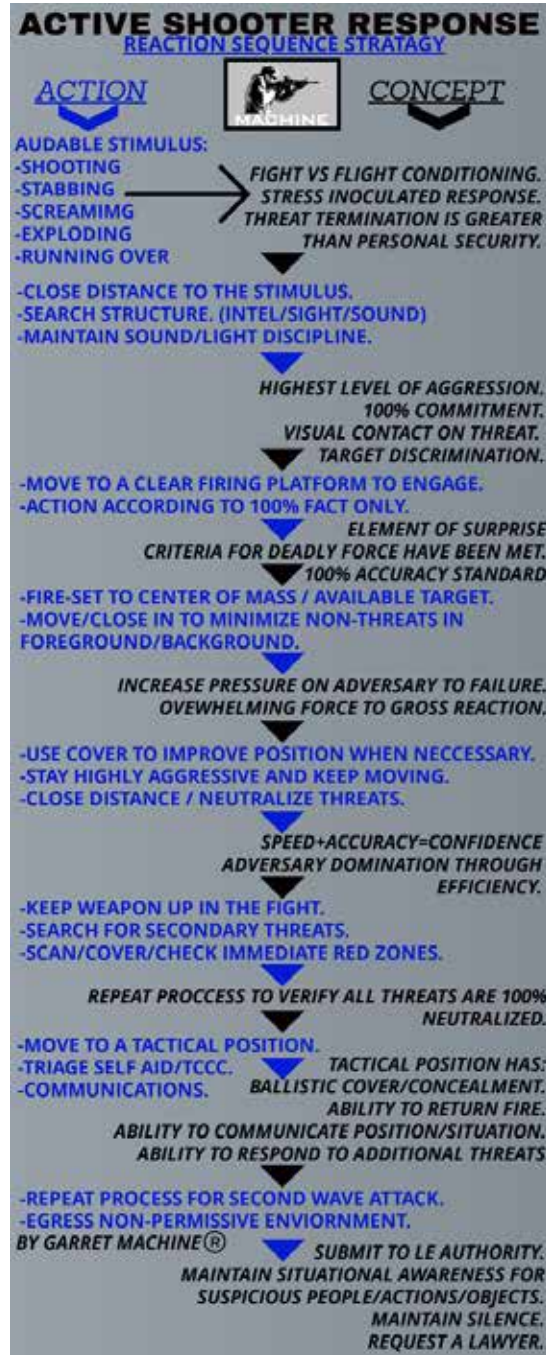 ACTIVE SHOOTER RESPONSE
REACTION SEQUENCE STRATAGY
ACTION
MACHINE
CONCEPT
AUDABLE STIMULUS:
-SHOOTING
-STABBING
-SCREAMIMG
-EXPLODING
-RUNNING OVER
FIGHT VS FLIGHT CONDITIONING.
STRESS INOCULATED RESPONSE.
THREAT TERMINATION IS GREATER
THAN PERSONAL SECURITY.
-CLOSE DISTANCE TO THE STIMULUS.
-SEARCH STRUCTURE. (INTEL/SIGHT/SOUND)
-MAINTAIN SOUND/LIGHT DISCIPLINE.
HIGHEST LEVEL OF AGGRESSION.
100% COMMITMENT.
VISUAL CONTACT ON THREAT.
TARGET DISCRIMINATION.
-MOVE TO A CLEAR FIRING PLATFORM TO ENGAGE.
-ACTION ACCORDING TO 100% FACT ONLY.
ELEMENT OF SURPRISE
CRITERIA FOR DEADLY FORCE HAVE BEEN MET.
100% ACCURACY STANDARD
-FIRE-SET TO CENTER OF MASS / AVAILABLE TARGET.
-MOVE/CLOSE IN TO MINIMIZE NON-THREATS IN
FOREGROUND/BACKGROUND.
INCREASE PRESSURE ON ADVERSARY TO FAILURE.
OVEWHELMING FORCE TO GROSS REACTION.
-USE COVER TO IMPROVE POSITION WHEN NECCESSARY.
-STAY HIGHLY AGGRESSIVE AND KEEP MOVING.
-CLOSE DISTANCE / NEUTRALIZE THREATS.
SPEED+ACCURACY=CONFIDENCE
ADVERSARY DOMINATION THROUGH
EFFICIENCY.
-KEEP WEAPON UP IN THE FIGHT.
-SEARCH FOR SECONDARY THREATS.
-SCAN/COVER/CHECK IMMEDIATE RED ZONES.
REPEAT PROCCESS TO VERIFY ALL THREATS ARE 100%
NEUTRALIZED.
-MOVE TO A TACTICAL POSITION.
-TRIAGE SELF AID/TCCC.
-COMMUNICATIONS.
TACTICAL POSITION HAS:
BALLISTIC COVER/CONCEALMENT.
ABILITY TO RETURN FIRE.
ABILITY TO COMMUNICATE POSITION/SITUATION.
ABILITY TO RESPOND TO ADDITIONAL THREATS
-REPEAT PROCESS FOR SECOND WAVE ATTACK.
-EGRESS NON-PERMISSIVE ENVIORNMENT.
BY GARRET MACHINE®
SUBMIT TO LE AUTHORITY.
MAINTAIN SITUATIONAL AWARENESS FOR
SUSPICIOUS PEOPLE/ACTIONS/OBJECTS.
MAINTAIN SILENCE.
REQUEST A LAWYER.